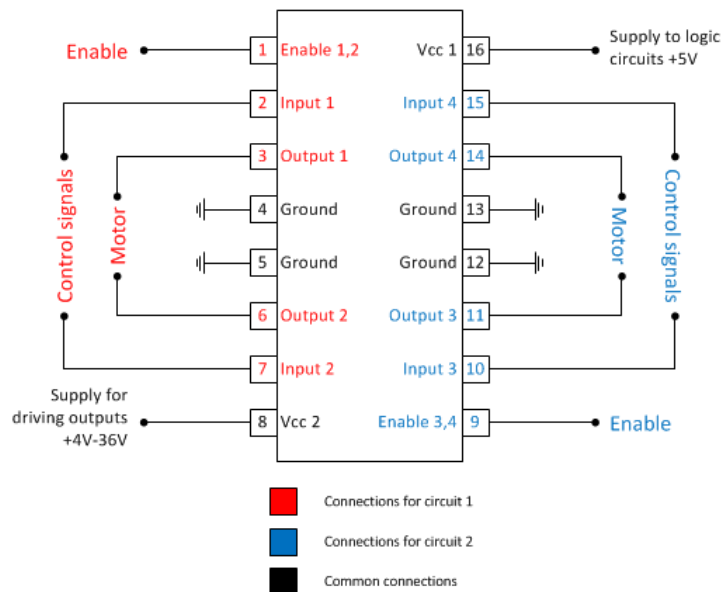 Enable
1 Enable 1,2
Vcc 1 16
Supply to logic
circuits +5V
2 Input 1
Input 4 15
3 Output 1
Output 4 14
4 Ground
Ground 13
Control signals
Motor
Motor
Control signals
5 Ground
Ground 12
6 Output 2
Output 3 11
7 Input 2
Input 3 10
Supply for
driving outputs
+4V-36V
8 Vcc 2
Enable 3,4 9
Enable
Connections for circuit 1
Connections for circuit 2
Common connections